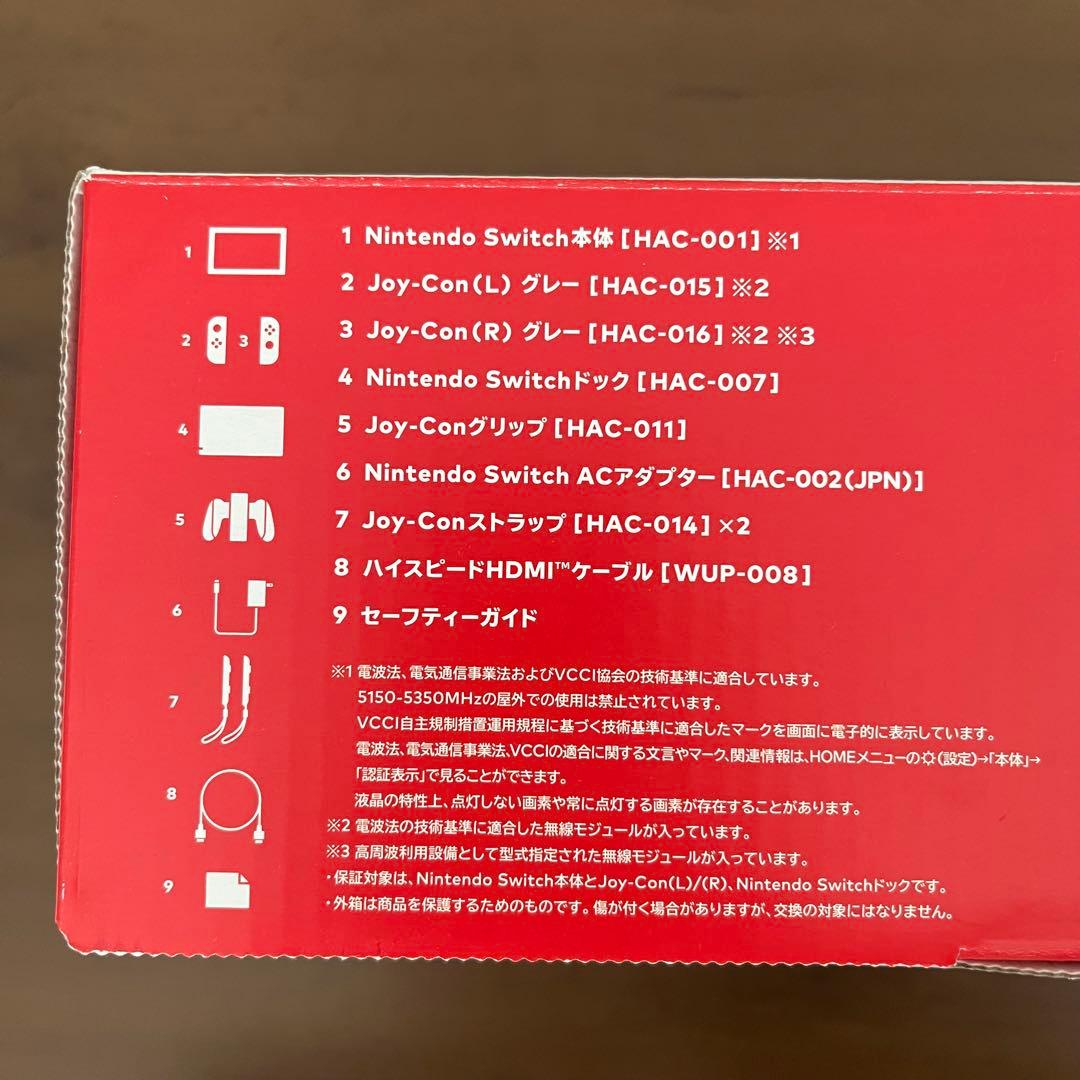 1 Nintendo Switch本体 [HAC-001] ※1
2 Joy-Con(L) グレー [HAC-015] ※2
3 Joy-Con(R) グレー [HAC-016] ※2 ※3
4 Nintendo Switchドック [HAC-007]
5 Joy-Conグリップ [HAC-011]
6 Nintendo Switch ACアダプター [HAC-002(JPN)]
7 Joy-Conストラップ [HAC-014] ×2
8 ハイスピードHDMI™ケーブル [WUP-008]
9 セーフティーガイド
1
2 3
4
5
6
7
8
9
※1 電波法、電気通信事業法およびVCCI協会の技術基準に適合しています。
5150-5350MHzの屋外での使用は禁止されています。
VCCI自主規制措置運用規程に基づく技術基準に適合したマークを画面に電子的に表示しています。
電波法、電気通信事業法、VCCIの適合に関する文言やマーク、関連情報は、HOMEメニューの(設定)→「本体」→
「認証表示」で見ることができます。
液晶の特性上、点灯しない画素や常に点灯する画素が存在することがあります。
※2 電波法の技術基準に適合した無線モジュールが入っています。
※3 高周波利用設備として型式指定された無線モジュールが入っています。
・保証対象は、Nintendo Switch本体とJoy-Con(L)/(R)、Nintendo Switchドックです。
・外箱は商品を保護するためのものです。傷が付く場合がありますが、交換の対象にはなりません。